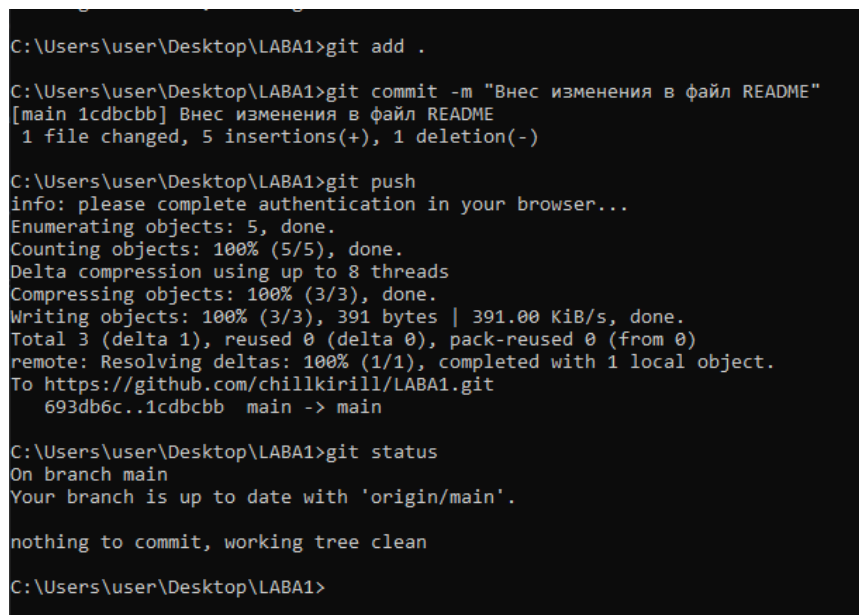 C:\Users\user\Desktop\LABA1>git add .
C:\Users\user\Desktop\LABA1>git commit -m "Внес изменения в файл README"
[main 1cdbcbb] Внес изменения в файл README
 1 file changed, 5 insertions(+), 1 deletion(-)
C:\Users\user\Desktop\LABA1>git push
info: please complete authentication in your browser...
Enumerating objects: 5, done.
Counting objects: 100% (5/5), done.
Delta compression using up to 8 threads
Compressing objects: 100% (3/3), done.
Writing objects: 100% (3/3), 391 bytes | 391.00 KiB/s, done.
Total 3 (delta 1), reused 0 (delta 0), pack-reused 0 (from 0)
remote: Resolving deltas: 100% (1/1), completed with 1 local object.
To https://github.com/chillkirill/LABA1.git
   693db6c..1cdbcbb  main -> main
C:\Users\user\Desktop\LABA1>git status
On branch main
Your branch is up to date with 'origin/main'.
nothing to commit, working tree clean
C:\Users\user\Desktop\LABA1>